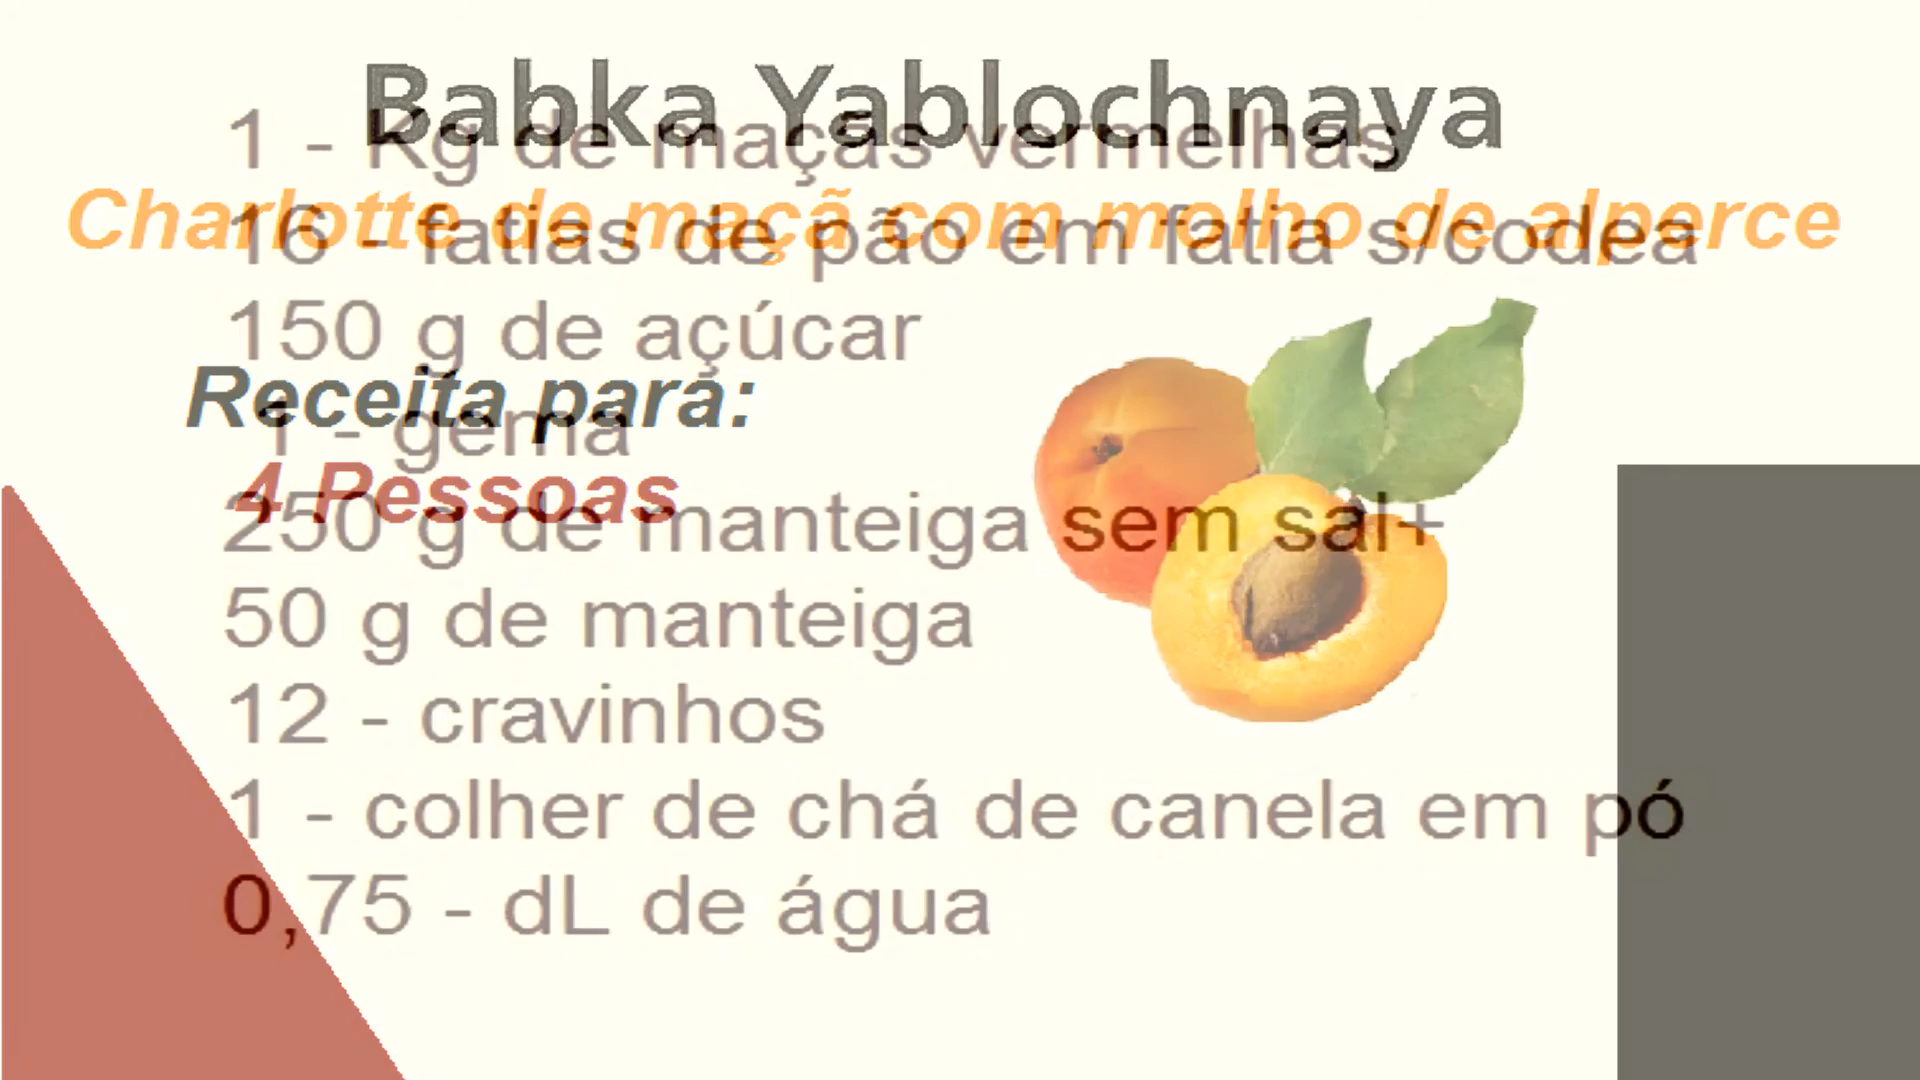 Babka Yablochnaya
1 - Kg de maçãs vermelhas
Charlotte de maçã com molho de alperce
16 - fatias de pão em fatia s/codea
150 g de açúcar
Receita para:
1 - gema
4 Pessoas
250 g de manteiga sem sal+
50 g de manteiga
12 - cravinhos
1 - colher de chá de canela em pó
0,75 - dL de água